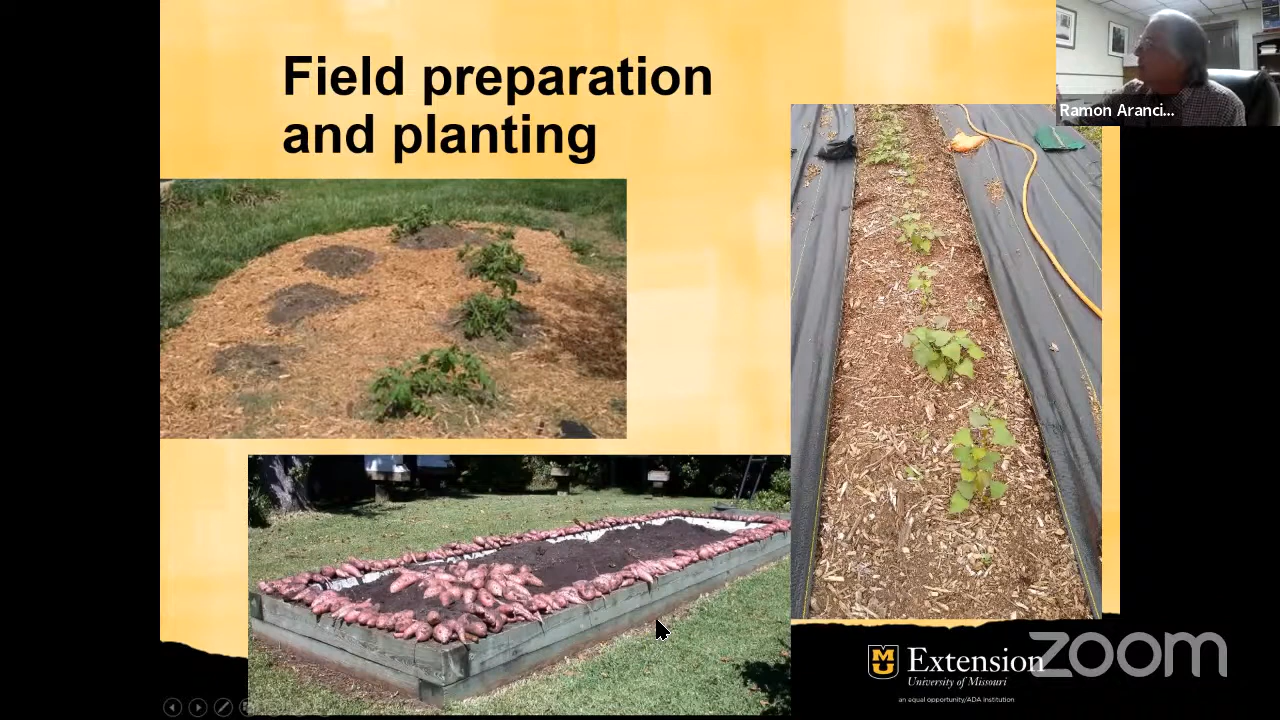 Field preparation
and planting
Ramon Aranci...
Extension
University of Missouri
an equal opportunity/ADA institution
zoom